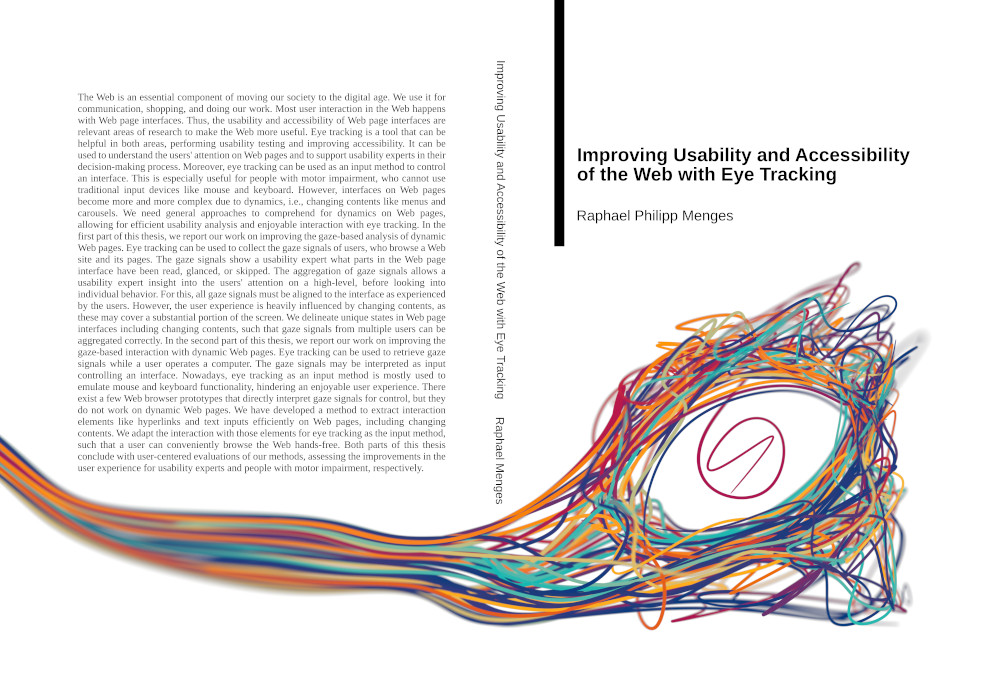 The Web is an essential component of moving our society to the digital age. We use it for
communication, shopping, and doing our work. Most user interaction in the Web happens
with Web page interfaces. Thus, the usability and accessibility of Web page interfaces are
relevant areas of research to make the Web more useful. Eye tracking is a tool that can be
helpful in both areas, performing usability testing and improving accessibility. It can be
used to understand the users' attention on Web pages and to support usability experts in their
decision-making process. Moreover, eye tracking can be used as an input method to control
an interface. This is especially useful for people with motor impairment, who cannot use
traditional input devices like mouse and keyboard. However, interfaces on Web pages
become more and more complex due to dynamics, i.e., changing contents like menus and
carousels. We need general approaches to comprehend for dynamics on Web pages,
allowing for efficient usability analysis and enjoyable interaction with eye tracking. In the
first part of this thesis, we report our work on improving the gaze-based analysis of dynamic
Web pages. Eye tracking can be used to collect the gaze signals of users, who browse a Web
site and its pages. The gaze signals show a usability expert what parts in the Web page
interface have been read, glanced, or skipped. The aggregation of gaze signals allows a
usability expert insight into the users' attention on a high-level, before looking into
individual behavior. For this, all gaze signals must be aligned to the interface as experienced
by the users. However, the user experience is heavily influenced by changing contents, as
these may cover a substantial portion of the screen. We delineate unique states in Web page
interfaces including changing contents, such that gaze signals from multiple users can be
aggregated correctly. In the second part of this thesis, we report our work on improving the
gaze-based interaction with dynamic Web pages. Eye tracking can be used to retrieve gaze
signals while a user operates a computer. The gaze signals may be interpreted as input
controlling an interface. Nowadays, eye tracking as an input method is mostly used to
emulate mouse and keyboard functionality, hindering an enjoyable user experience. There
exist a few Web browser prototypes that directly interpret gaze signals for control, but they
do not work on dynamic Web pages. We have developed a method to extract interaction
elements like hyperlinks and text inputs efficiently on Web pages, including changing
contents. We adapt the interaction with those elements for eye tracking as the input method,
such that a user can conveniently browse the Web hands-free. Both parts of this thesis
conclude with user-centered evaluations of our methods, assessing the improvements in the
user experience for usability experts and people with motor impairment, respectively.
Improving Usability and Accessibility of the Web with Eye Tracking Raphael Menges
Improving Usability and Accessibility
of the Web with Eye Tracking
Raphael Philipp Menges